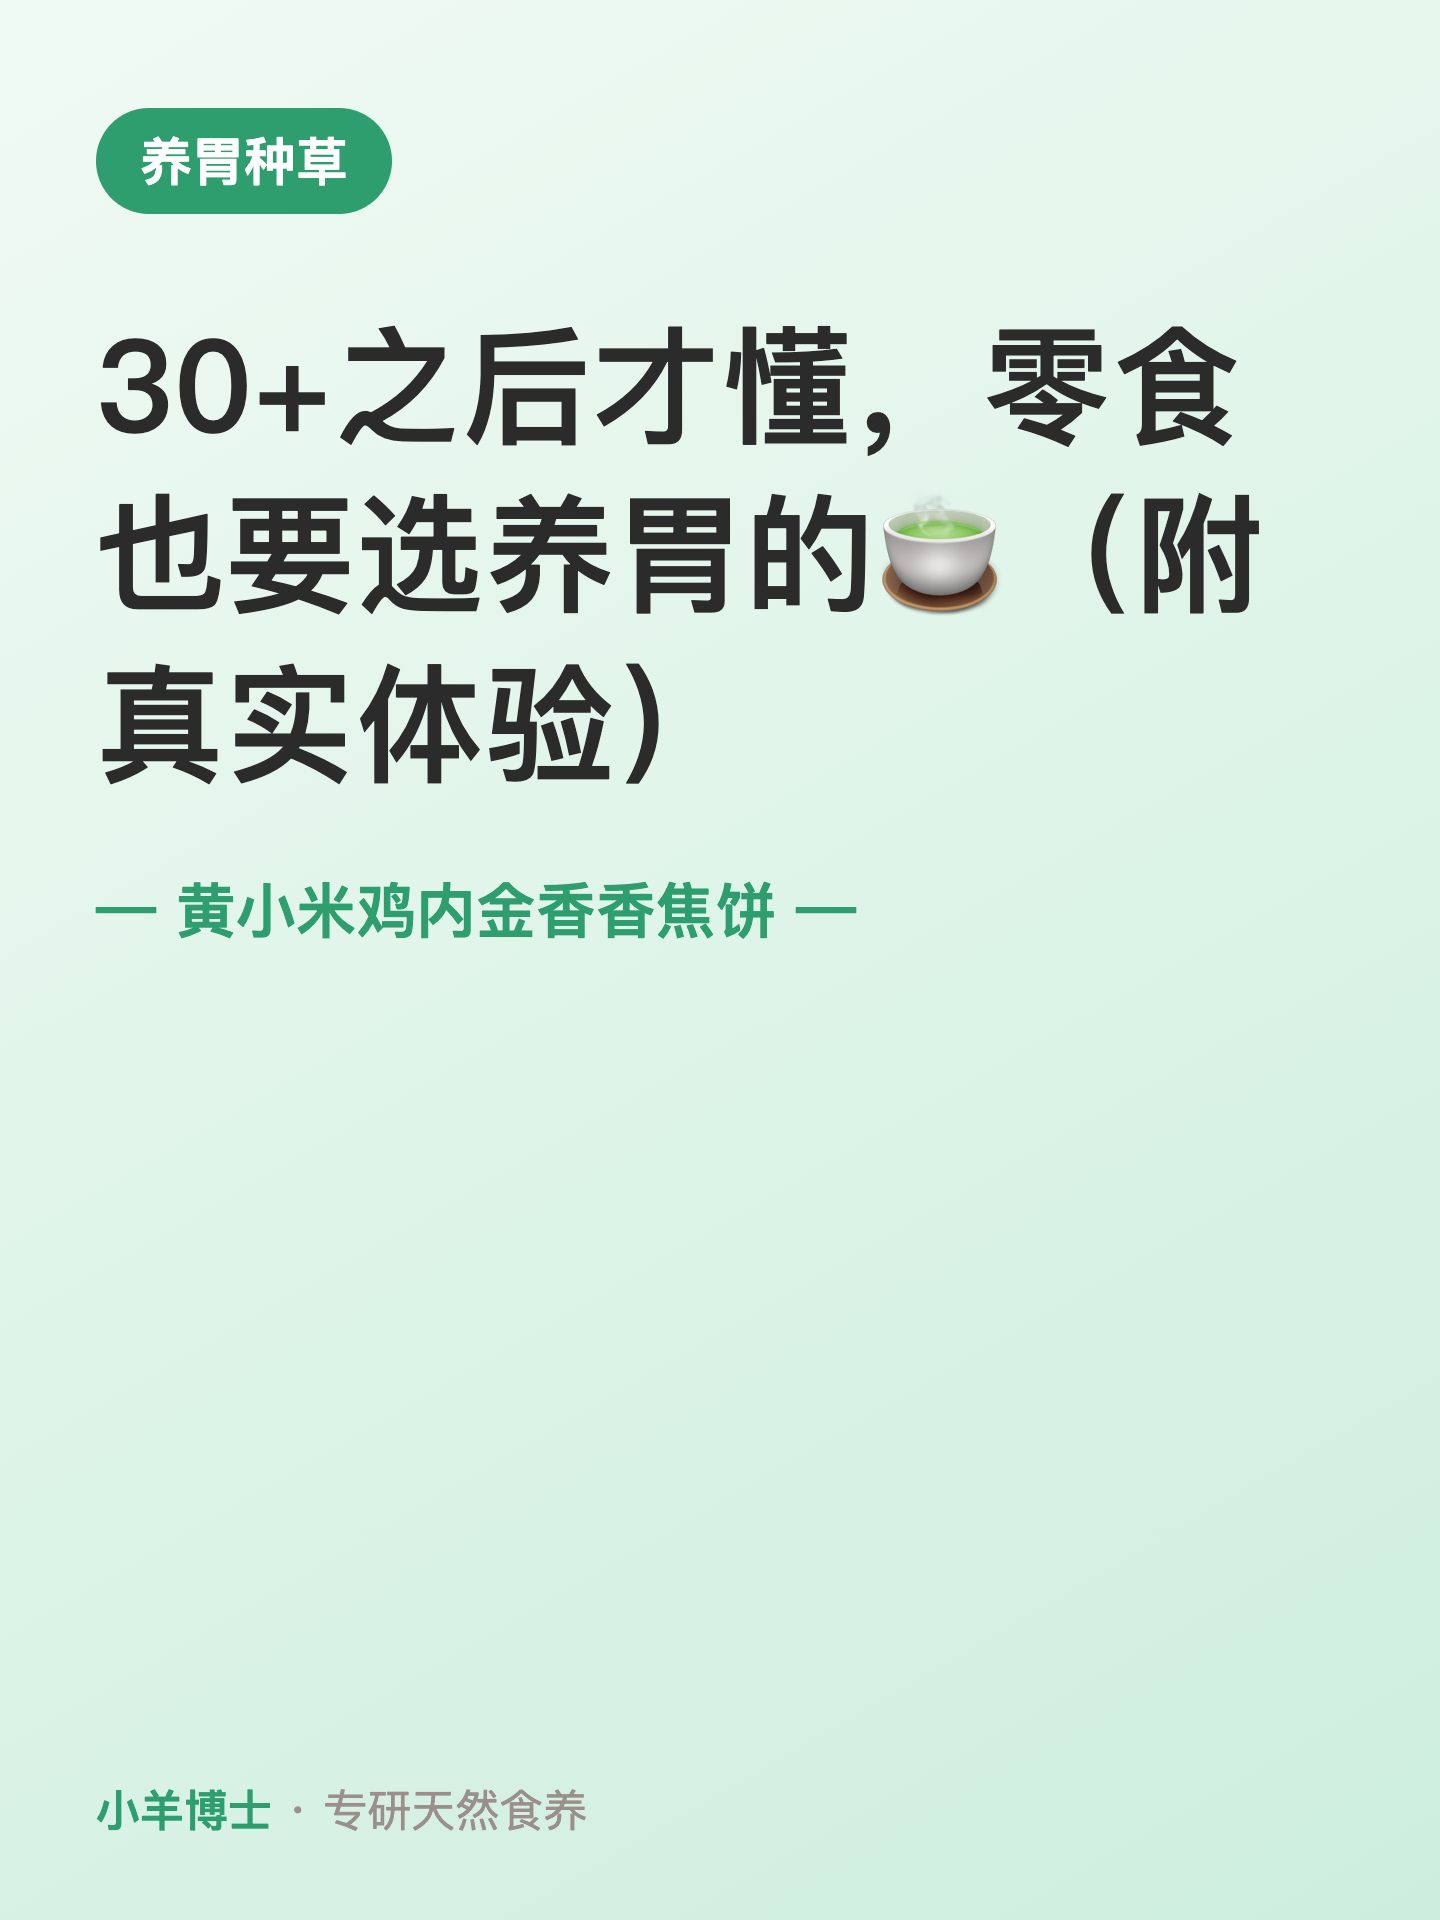 养胃种草
30+之后才懂，零食
也要选养胃的🍵（附
真实体验）
— 黄小米鸡内金香香焦饼 —
小羊博士 · 专研天然食养